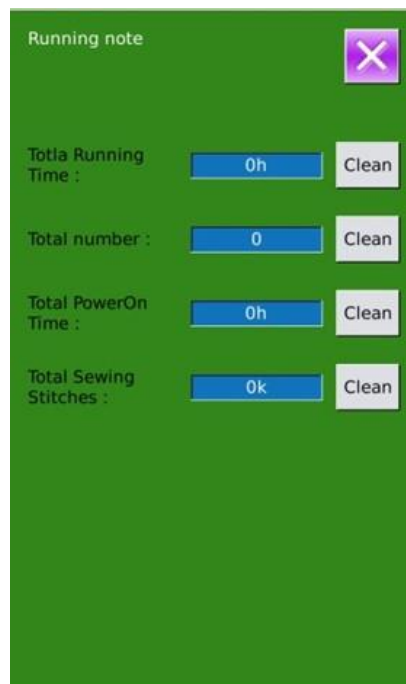 Running note
Totla Running
Time :
0h
Clean
Total number :
0
Clean
Total PowerOn
Time :
0h
Clean
Total Sewing
Stitches :
0k
Clean